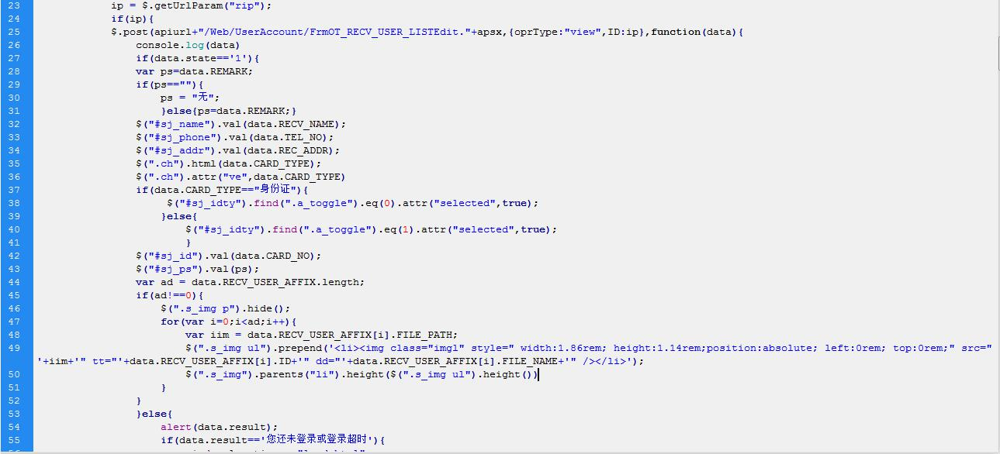 23 ip = $.getUrlParam("rip");
24 if(ip){
25 $.post(apiurl+"/Web/UserAccount/FrmOT_RECV_USER_LISTEdit."+apsx,{oprType:"view",ID:ip},function(data){
26 console.log(data)
27 if(data.state=='1'){
28 var ps=data.REMARK;
29 if(ps==""){
30 ps = "无";
31 }else{ps=data.REMARK;}
32 $("#sj_name").val(data.RECV_NAME);
33 $("#sj_phone").val(data.TEL_NO);
34 $("#sj_addr").val(data.REC_ADDR);
35 $(".ch").html(data.CARD_TYPE);
36 $(".ch").attr("ve",data.CARD_TYPE)
37 if(data.CARD_TYPE=="身份证"){
38 $("#sj_idty").find(".a_toggle").eq(0).attr("selected",true);
39 }else{
40 $("#sj_idty").find(".a_toggle").eq(1).attr("selected",true);
41 }
42 $("#sj_id").val(data.CARD_NO);
43 $("#sj_ps").val(ps);
44 var ad = data.RECV_USER_AFFIX.length;
45 if(ad!==0){
46 $(".s_img p").hide();
47 for(var i=0;i<ad;i++){
48 var iim = data.RECV_USER_AFFIX[i].FILE_PATH;
49 $(".s_img ul").prepend('<li><img class="imgl" style=" width:1.86rem; height:1.14rem;position:absolute; left:0rem; top:0rem;" src="
'+iim+'" tt="'+data.RECV_USER_AFFIX[i].ID+'" dd="'+data.RECV_USER_AFFIX[i].FILE_NAME+'" /></li>');
50 $(".s_img").parents("li").height($(".s_img ul").height())
51 }
52 }
53 }else{
54 alert(data.result);
55 if(data.result=='您还未登录或登录超时'){